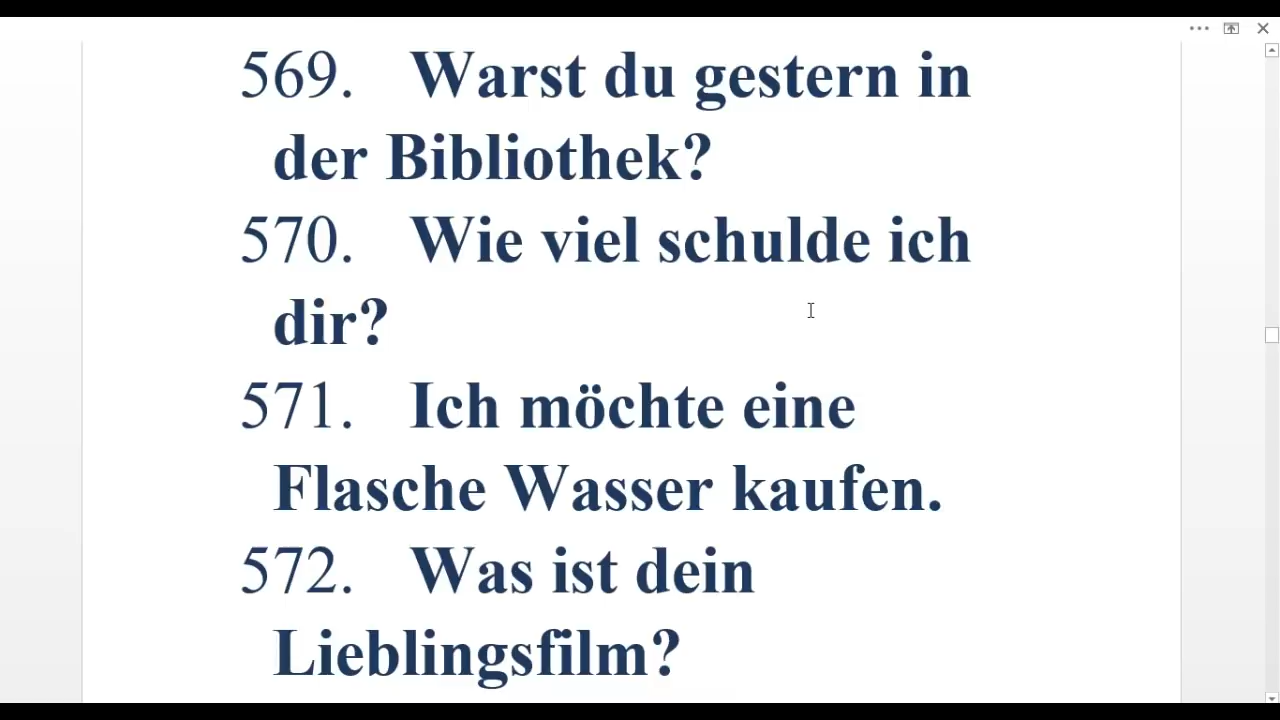 569. Warst du gestern in
der Bibliothek?
570. Wie viel schulde ich
dir?
571. Ich möchte eine
Flasche Wasser kaufen.
572. Was ist dein
Lieblingsfilm?